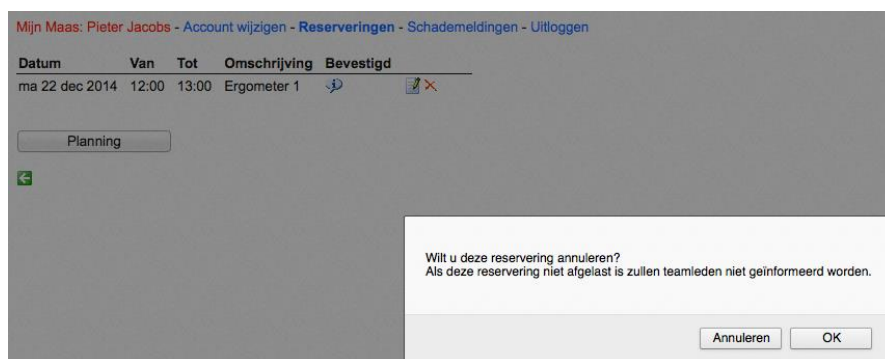 Mijn Maas: Pieter Jacobs - Account wijzigen - Reserveringen - Schademeldingen - Uitloggen
Datum Van Tot Omschrijving Bevestigd
ma 22 dec 2014 12:00 13:00 Ergometer 1
Planning
Wilt u deze reservering annuleren?
Als deze reservering niet afgelast is zullen teamleden niet geïnformeerd worden.
Annuleren OK